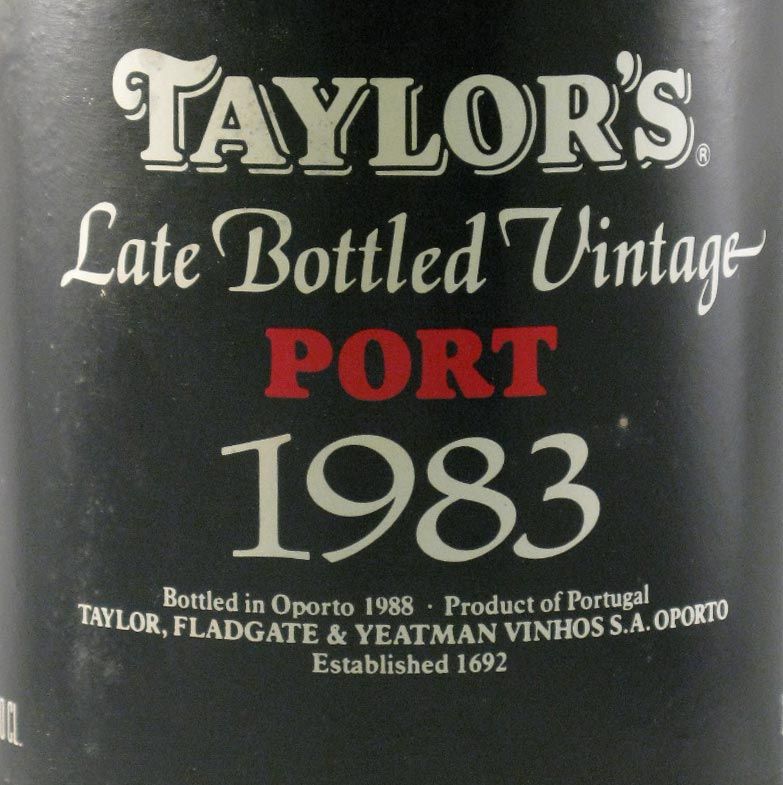 TAYLOR'S®
Late Bottled Vintage
PORT
1983
Bottled in Oporto 1988 · Product of Portugal
TAYLOR, FLADGATE & YEATMAN VINHOS S.A. OPORTO
Established 1692
CL.